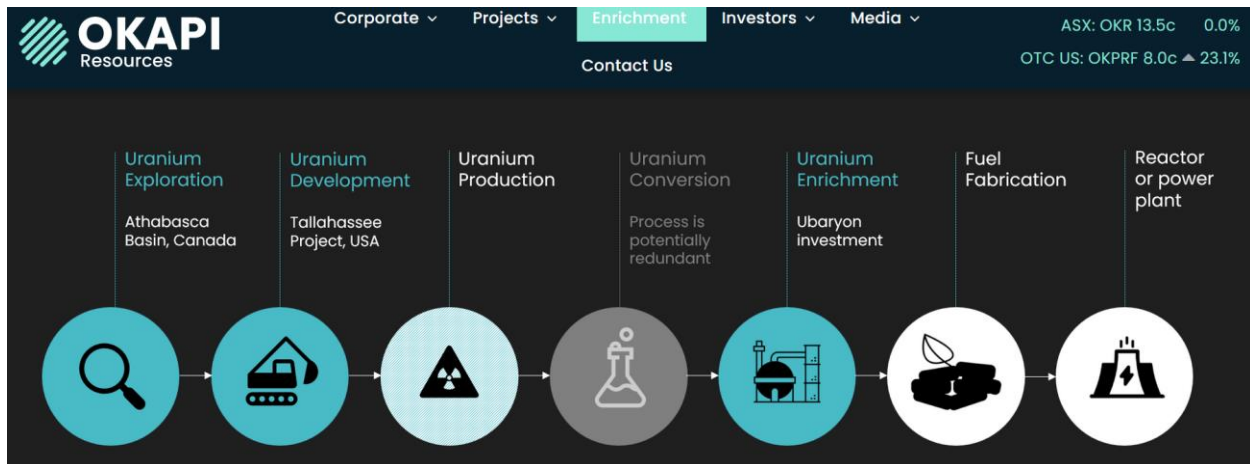 OKAPI
Resources
Corporate
Projects
Enrichment
Investors
Media
Contact Us
ASX: OKR 13.5c 0.0%
OTC US: OKPRF 8.0c 23.1%
Uranium
Exploration
Athabasca
Basin, Canada
Uranium
Development
Tallahassee
Project, USA
Uranium
Production
Uranium
Conversion
Process is
potentially
redundant
Uranium
Enrichment
Ubaryon
investment
Fuel
Fabrication
Reactor
or power
plant